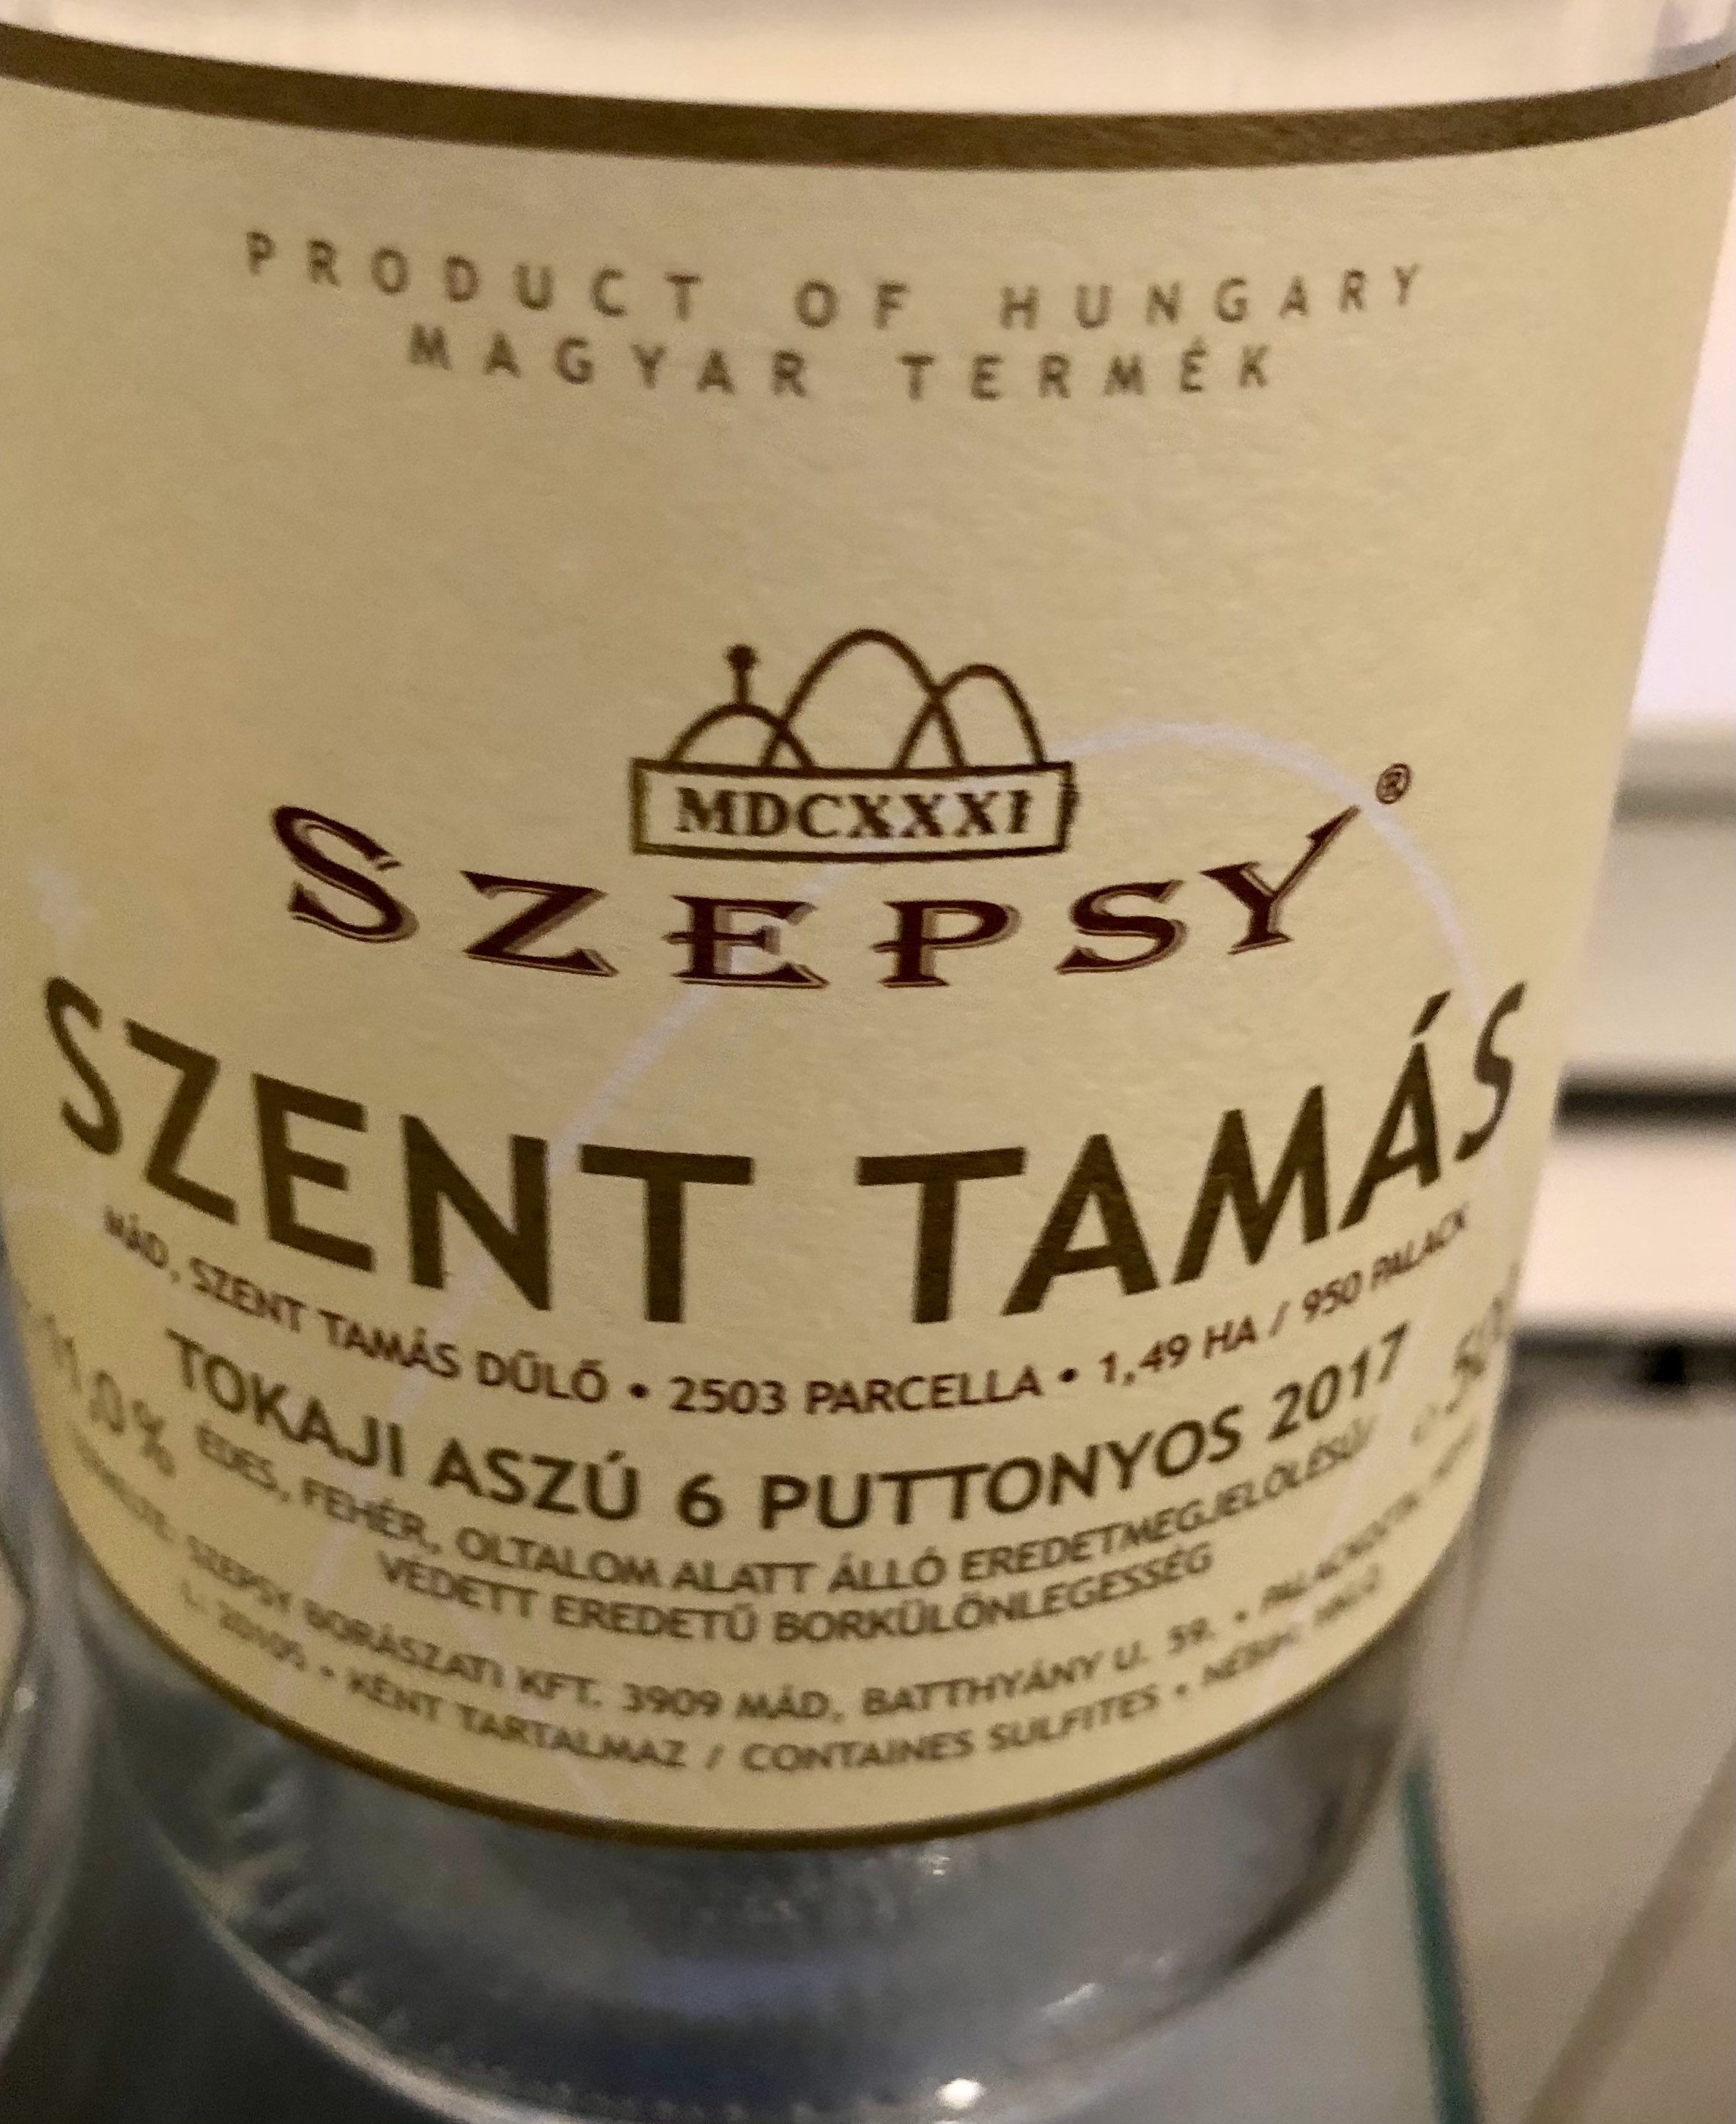 PRODUCT OF HUNGARY
MAGYAR TERMÉK
MDCXXXI
SZEPSY®
SZENT TAMÁS
MÁD, SZENT TAMÁS DŰLŐ • 2503 PARCELLA • 1,49 HA / 950 PALACK
TOKAJI ASZÚ 6 PUTTONYOS 2017
11,0%
ÉDES, FEHÉR, OLTALOM ALATT ÁLLÓ EREDETMEGJELÖLÉSŰ/
VÉDETT EREDETŰ BORKÜLÖNLEGESSÉG
SZEPSY BORÁSZATI KFT. 3909 MÁD, BATTHYÁNY U. 59. •
• KÉNT TARTALMAZ / CONTAINES SULFITES •